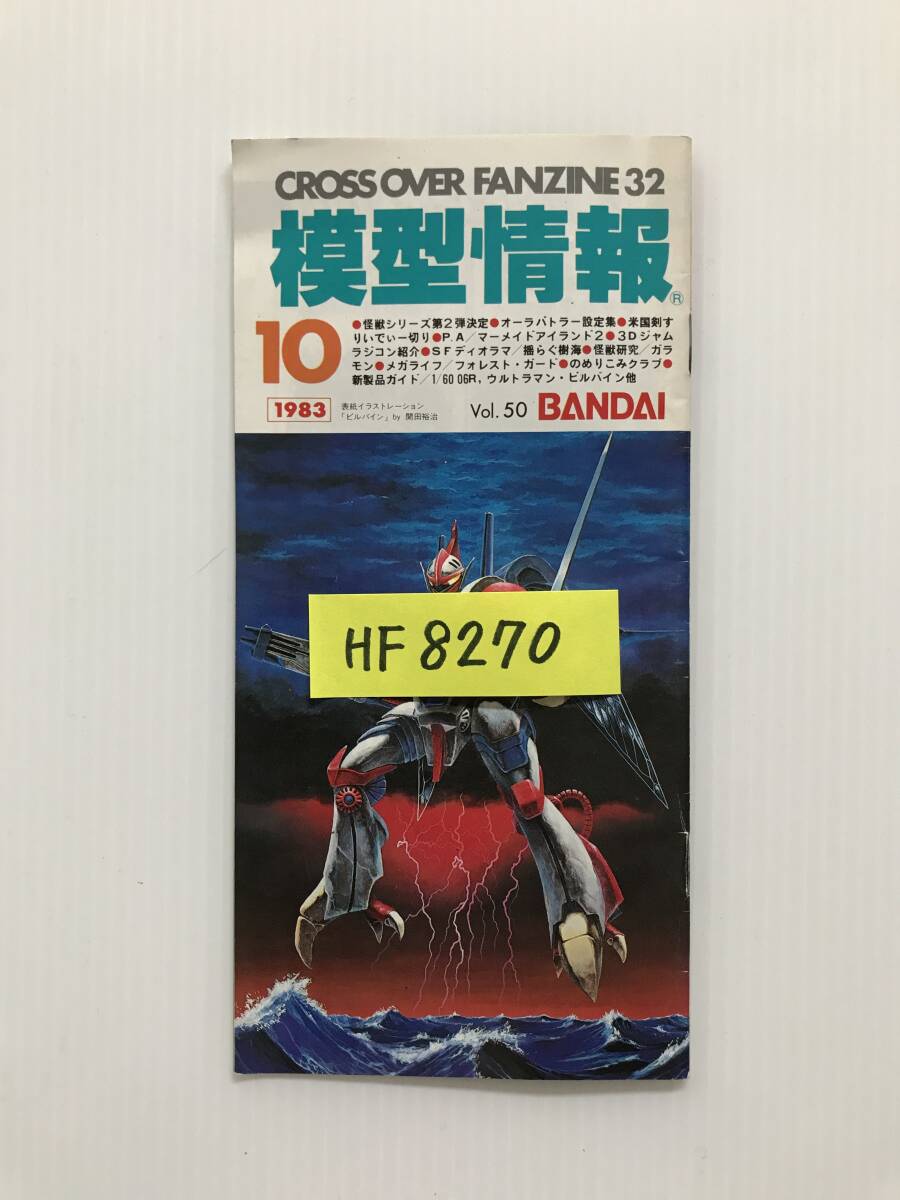 CROSS OVER FANZINE 32
模型情報®
10
●怪獣シリーズ第2弾決定●オーラバトラー設定集●米国剣す
りいでぃー切り●P.A/マーメイドアイランド2●3Dジャム
ラジコン紹介●SFディオラマ/揺らぐ樹海●怪獣研究/ガラ
モン●メガライフ/フォレスト・ガード●のめりこみクラブ●
新製品ガイド/1/60 06R, ウルトラマン・ビルバイン他
1983
表紙イラストレーション
「ビルバイン」by 開田裕治
Vol. 50
BANDAI
HF 8270